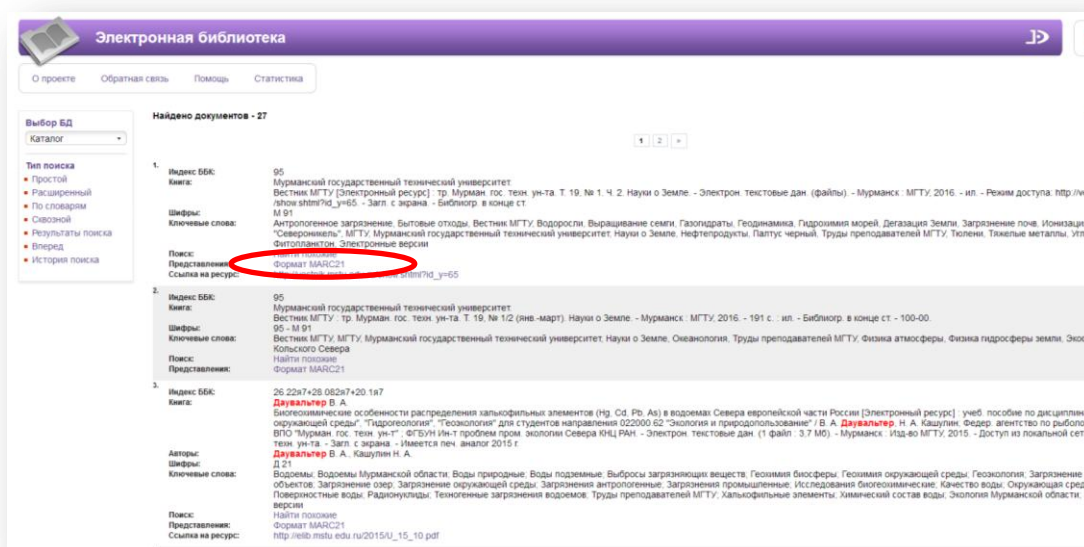 Электронная библиотека
О проекте Обратная связь Помощь Статистика
Выбор БД
Каталог
Тип поиска
Простой
Расширенный
По словарям
Сквозной
Результаты поиска
Вперед
История поиска
Найдено документов - 27
1 2 »
1.
Индекс ББК: 95
Книга: Мурманский государственный технический университет.
Вестник МГТУ [Электронный ресурс] : тр. Мурман. гос. техн. ун-та. Т. 19, № 1. Ч. 2. Науки о Земле. - Электрон. текстовые дан. (файлы). - Мурманск : МГТУ, 2016. - ил. - Режим доступа: http://
/show.shtml?id_y=65. - Загл. с экрана. - Библиогр. в конце ст.
Шифры: М 91
Ключевые слова: Антропогенное загрязнение, Бытовые отходы, Вестник МГТУ, Водоросли, Выращивание семги, Газогидраты, Геодинамика, Гидрохимия морей, Дегазация Земли, Загрязнение почв,
"Североникель", МГТУ, Мурманский государственный технический университет, Науки о Земле, Нефтепродукты, Палтус черный, Труды преподавателей МГТУ, Тюлени, Тяжелые металлы,
Фитопланктон, Электронные версии
Поиск: Найти похожие
Представления: Формат MARC21
Ссылка на ресурс: shtml?id_y=65
2.
Индекс ББК: 95
Книга: Мурманский государственный технический университет.
Вестник МГТУ : тр. Мурман. гос. техн. ун-та. Т. 19, № 1/2 (янв.-март). Науки о Земле. - Мурманск : МГТУ, 2016. - 191 с. : ил. - Библиогр. в конце ст. - 100-00.
Шифры: 95 - М 91
Ключевые слова: Вестник МГТУ, МГТУ, Мурманский государственный технический университет, Науки о Земле, Океанология, Труды преподавателей МГТУ, Физика атмосферы, Физика гидросферы земли,
Кольского Севера
Поиск: Найти похожие
Представления: Формат MARC21
3.
Индекс ББК: 26.22я7+28.082я7+20.1я7
Книга: Даувальтер В. А.
Биогеохимические особенности распределения халькофильных элементов (Hg, Cd, Pb, As) в водоемах Севера европейской части России [Электронный ресурс] : учеб. пособие по
окружающей среды", "Гидрогеология", "Геоэкология" для студентов направления 022000.62 "Экология и природопользование" / В. А. Даувальтер, Н. А. Кашулин; Федер. агентство по
ВПО "Мурман. гос. техн. ун-т" ; ФГБУН Ин-т проблем пром. экологии Севера КНЦ РАН. - Электрон. текстовые дан. (1 файл : 3,7 Мб). - Мурманск : Изд-во МГТУ, 2015. - Доступ из локальной
техн. ун-та. - Загл. с экрана. - Имеется печ. аналог 2015 г.
Авторы: Даувальтер В. А., Кашулин Н. А.
Шифры: Д 21
Ключевые слова: Водоемы, Водоемы Мурманской области, Воды природные, Воды подземные, Выбросы загрязняющих веществ, Геохимия биосферы, Геохимия окружающей среды, Геоэкология, Загрязнение
объектов, Загрязнение озер, Загрязнение окружающей среды, Загрязнения антропогенные, Загрязнения промышленные, Исследования биогеохимические, Качество воды, Окружающая
Поверхностные воды, Радионуклиды, Техногенные загрязнения водоемов, Труды преподавателей МГТУ, Халькофильные элементы, Химический состав воды, Экология Мурманской области,
версии
Поиск: Найти похожие
Представления: Формат MARC21
Ссылка на ресурс: http://elib.mstu.edu.ru/2015/U_15_10.pdf